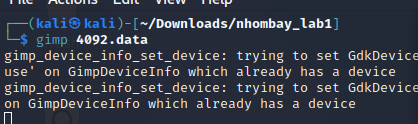 Actions Edit View Help
(kali㉿kali)-[~/Downloads/nhombay_lab1]
$ gimp 4092.data
gimp_device_info_set_device: trying to set GdkDevice
use' on GimpDeviceInfo which already has a device
gimp_device_info_set_device: trying to set GdkDevice
on GimpDeviceInfo which already has a device